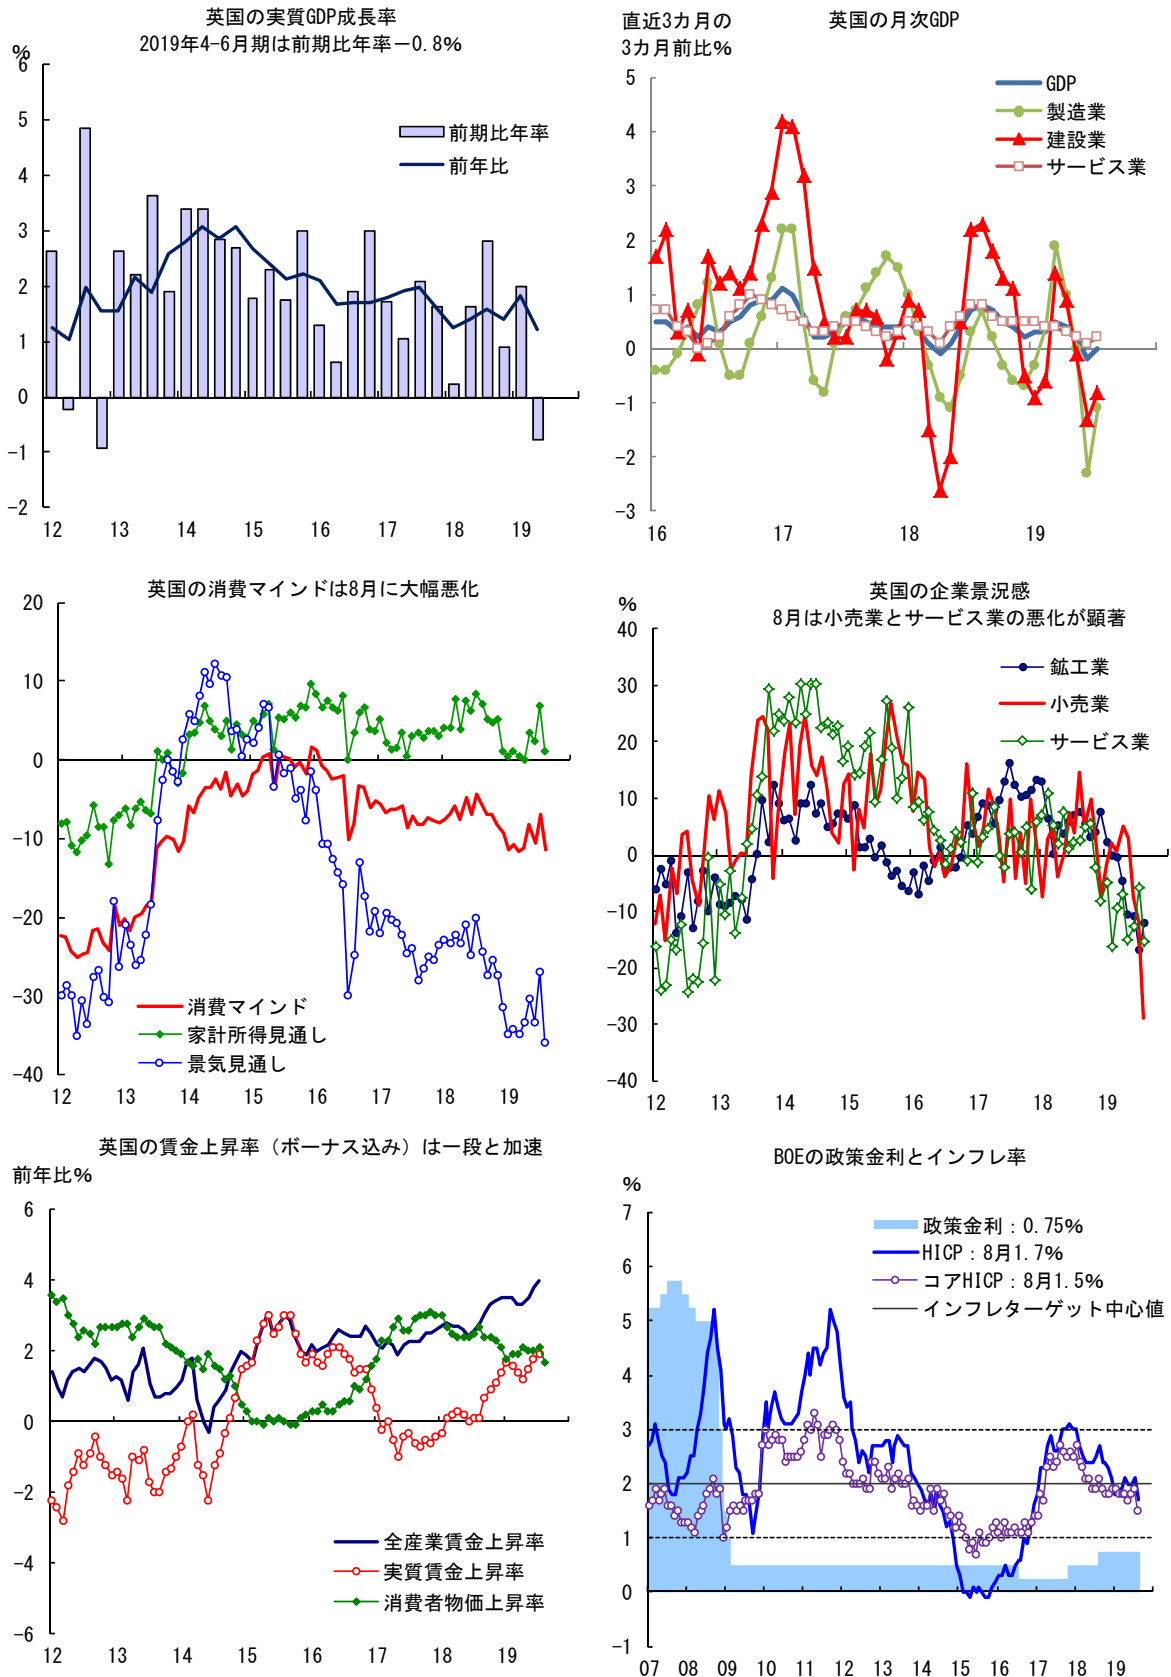 英国の実質GDP成長率
2019年4-6月期は前期比年率－0.8%
%
6
5
4
3
2
1
0
−1
−2
前期比年率
前年比
12 13 14 15 16 17 18 19
直近3カ月の
3カ月前比%
英国の月次GDP
5
4
3
2
1
0
−1
−2
−3
GDP
製造業
建設業
サービス業
16 17 18 19
英国の消費マインドは8月に大幅悪化
20
10
0
−10
−20
−30
−40
消費マインド
家計所得見通し
景気見通し
12 13 14 15 16 17 18 19
英国の企業景況感
8月は小売業とサービス業の悪化が顕著
%
40
30
20
10
0
−10
−20
−30
−40
鉱工業
小売業
サービス業
12 13 14 15 16 17 18 19
英国の賃金上昇率（ボーナス込み）は一段と加速
前年比%
6
4
2
0
−2
−4
−6
全産業賃金上昇率
実質賃金上昇率
消費者物価上昇率
12 13 14 15 16 17 18 19
BOEの政策金利とインフレ率
%
7
6
5
4
3
2
1
0
−1
政策金利：0.75%
HICP：8月1.7%
コアHICP：8月1.5%
インフレターゲット中心値
07 08 09 10 11 12 13 14 15 16 17 18 19